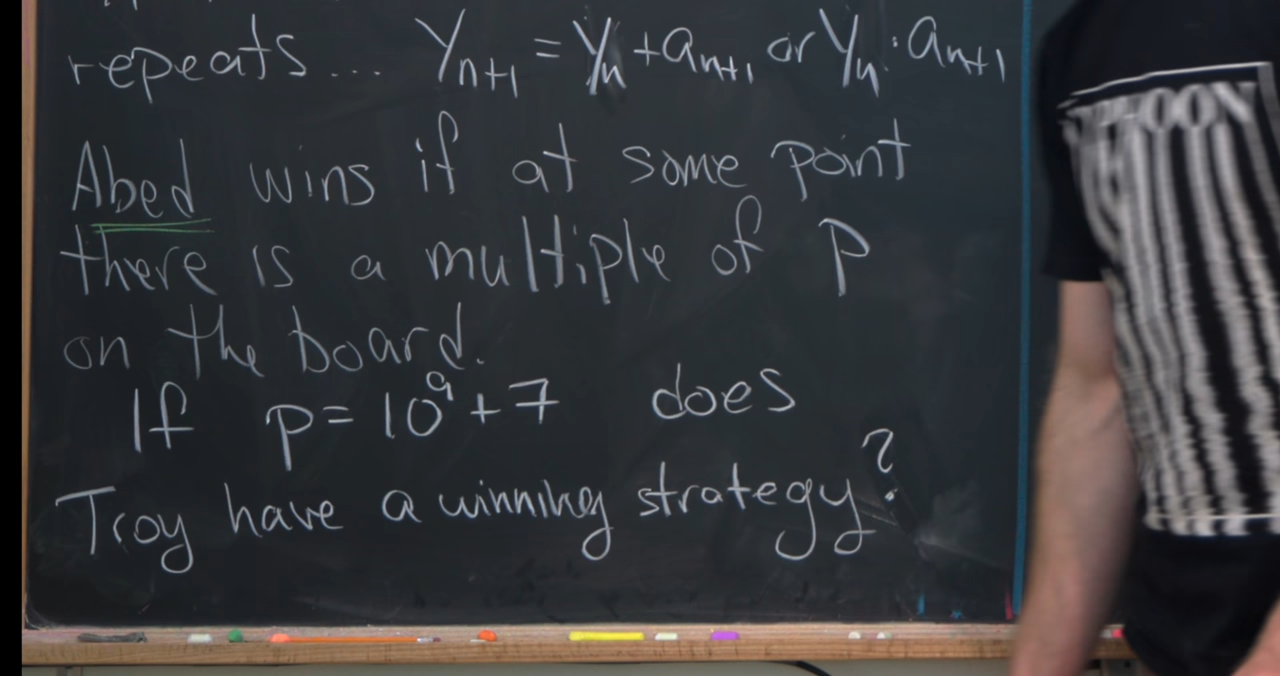 repeats... Yₙ₊₁ = Yₙ + aₙ₊₁ or Yₙ · aₙ₊₁
Abed wins if at some point
there is a multiple of p
on the board.
If p = 10⁹ + 7 does
Troy have a winning strategy?